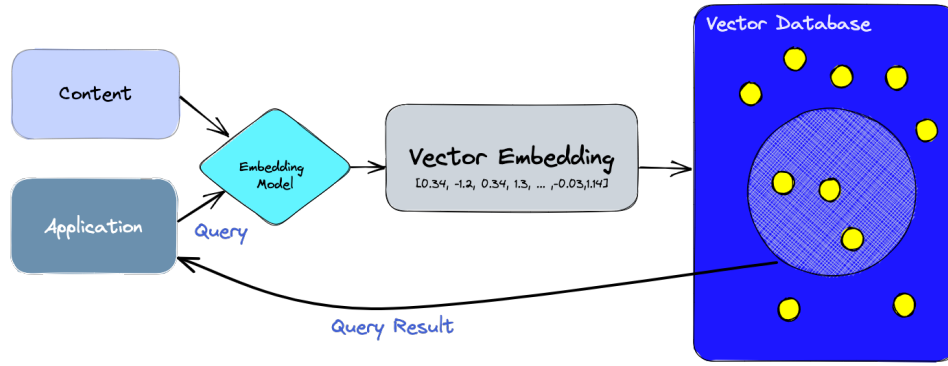 Vector Database
Content
Embedding
Model
Vector Embedding
[0.34, -1.2, 0.34, 1.3, ... ,-0.03,1.14]
Application
Query
Query Result